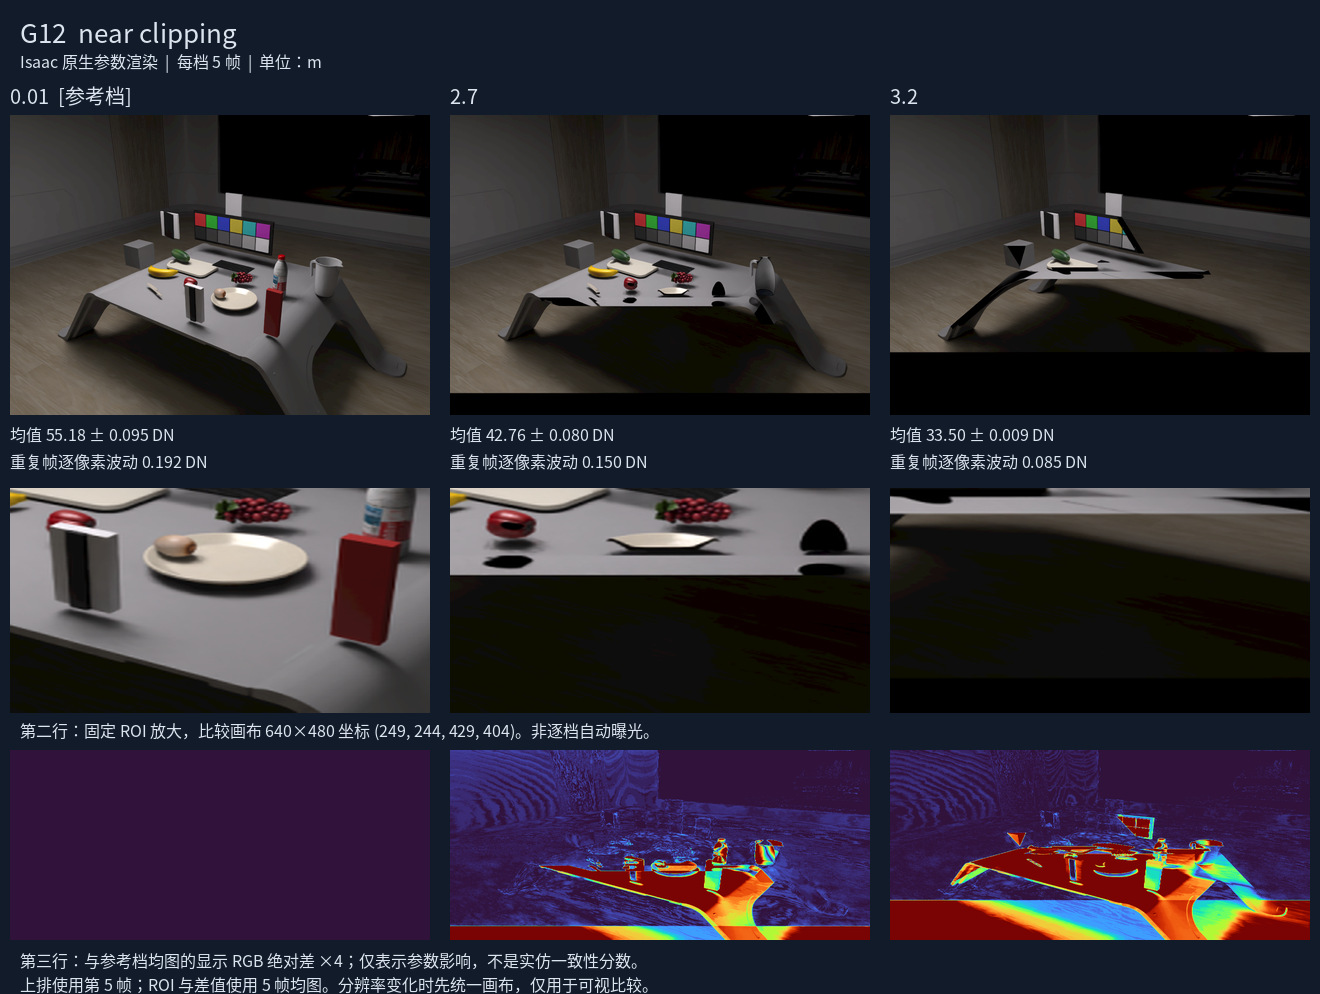 G12 near clipping
Isaac 原生参数渲染 | 每档 5 帧 | 单位：m
0.01 [参考档]
2.7
3.2
均值 55.18 ± 0.095 DN
重复帧逐像素波动 0.192 DN
均值 42.76 ± 0.080 DN
重复帧逐像素波动 0.150 DN
均值 33.50 ± 0.009 DN
重复帧逐像素波动 0.085 DN
第二行：固定 ROI 放大，比较画布 640×480 坐标 (249, 244, 429, 404)。非逐档自动曝光。
第三行：与参考档均图的显示 RGB 绝对差 ×4；仅表示参数影响，不是实仿一致性分数。
上排使用第 5 帧；ROI 与差值使用 5 帧均图。分辨率变化时先统一画布，仅用于可视比较。